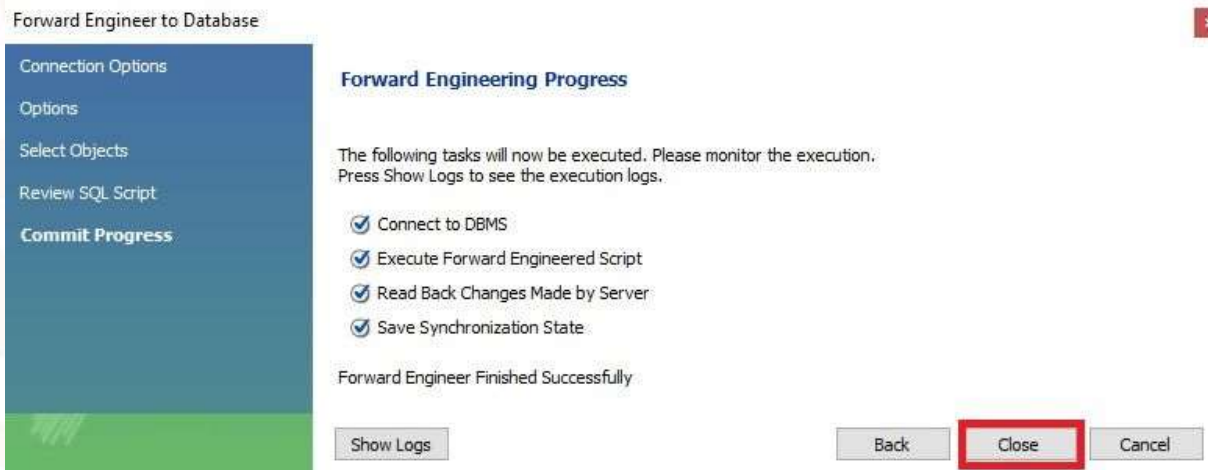 Forward Engineer to Database
Connection Options
Options
Select Objects
Review SQL Script
Commit Progress
Forward Engineering Progress
The following tasks will now be executed. Please monitor the execution.
Press Show Logs to see the execution logs.
Connect to DBMS
Execute Forward Engineered Script
Read Back Changes Made by Server
Save Synchronization State
Forward Engineer Finished Successfully
Show Logs
Back
Close
Cancel